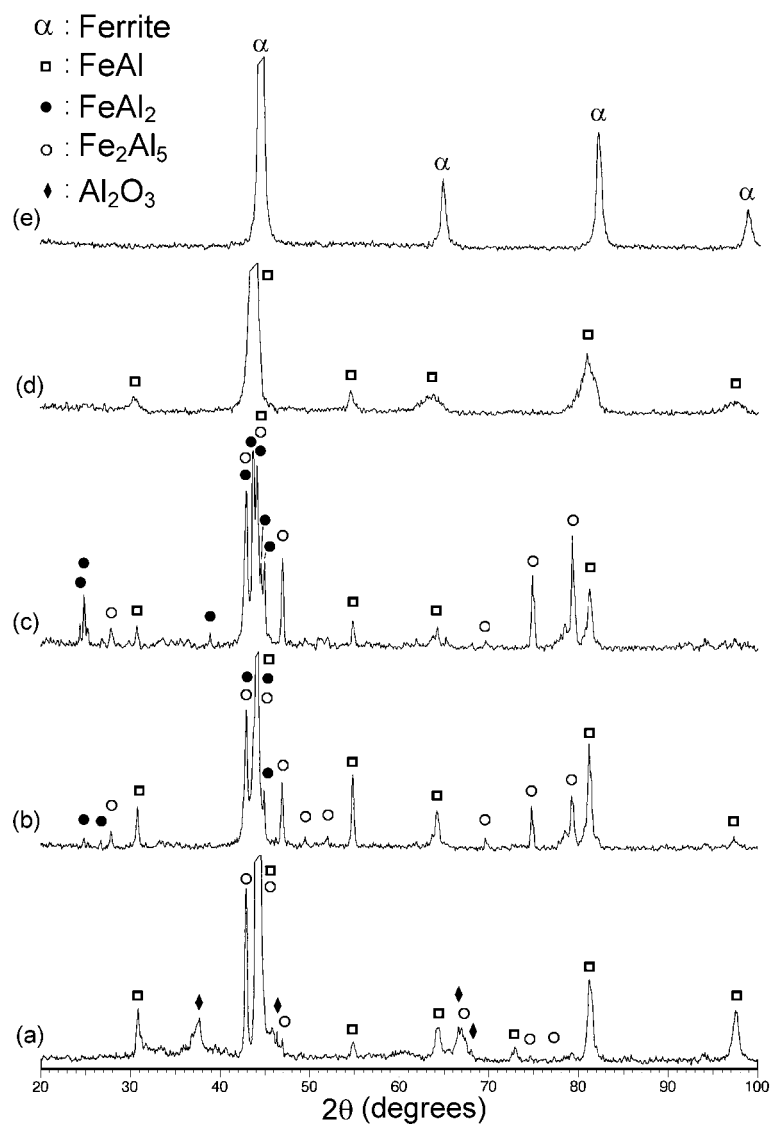 α : Ferrite
□ : FeAl
● : FeAl₂
○ : Fe₂Al₅
♦ : Al₂O₃
α
α
α
α
(e)
(d)
(c)
(b)
(a)
20 30 40 50 60 70 80 90 100
2θ (degrees)